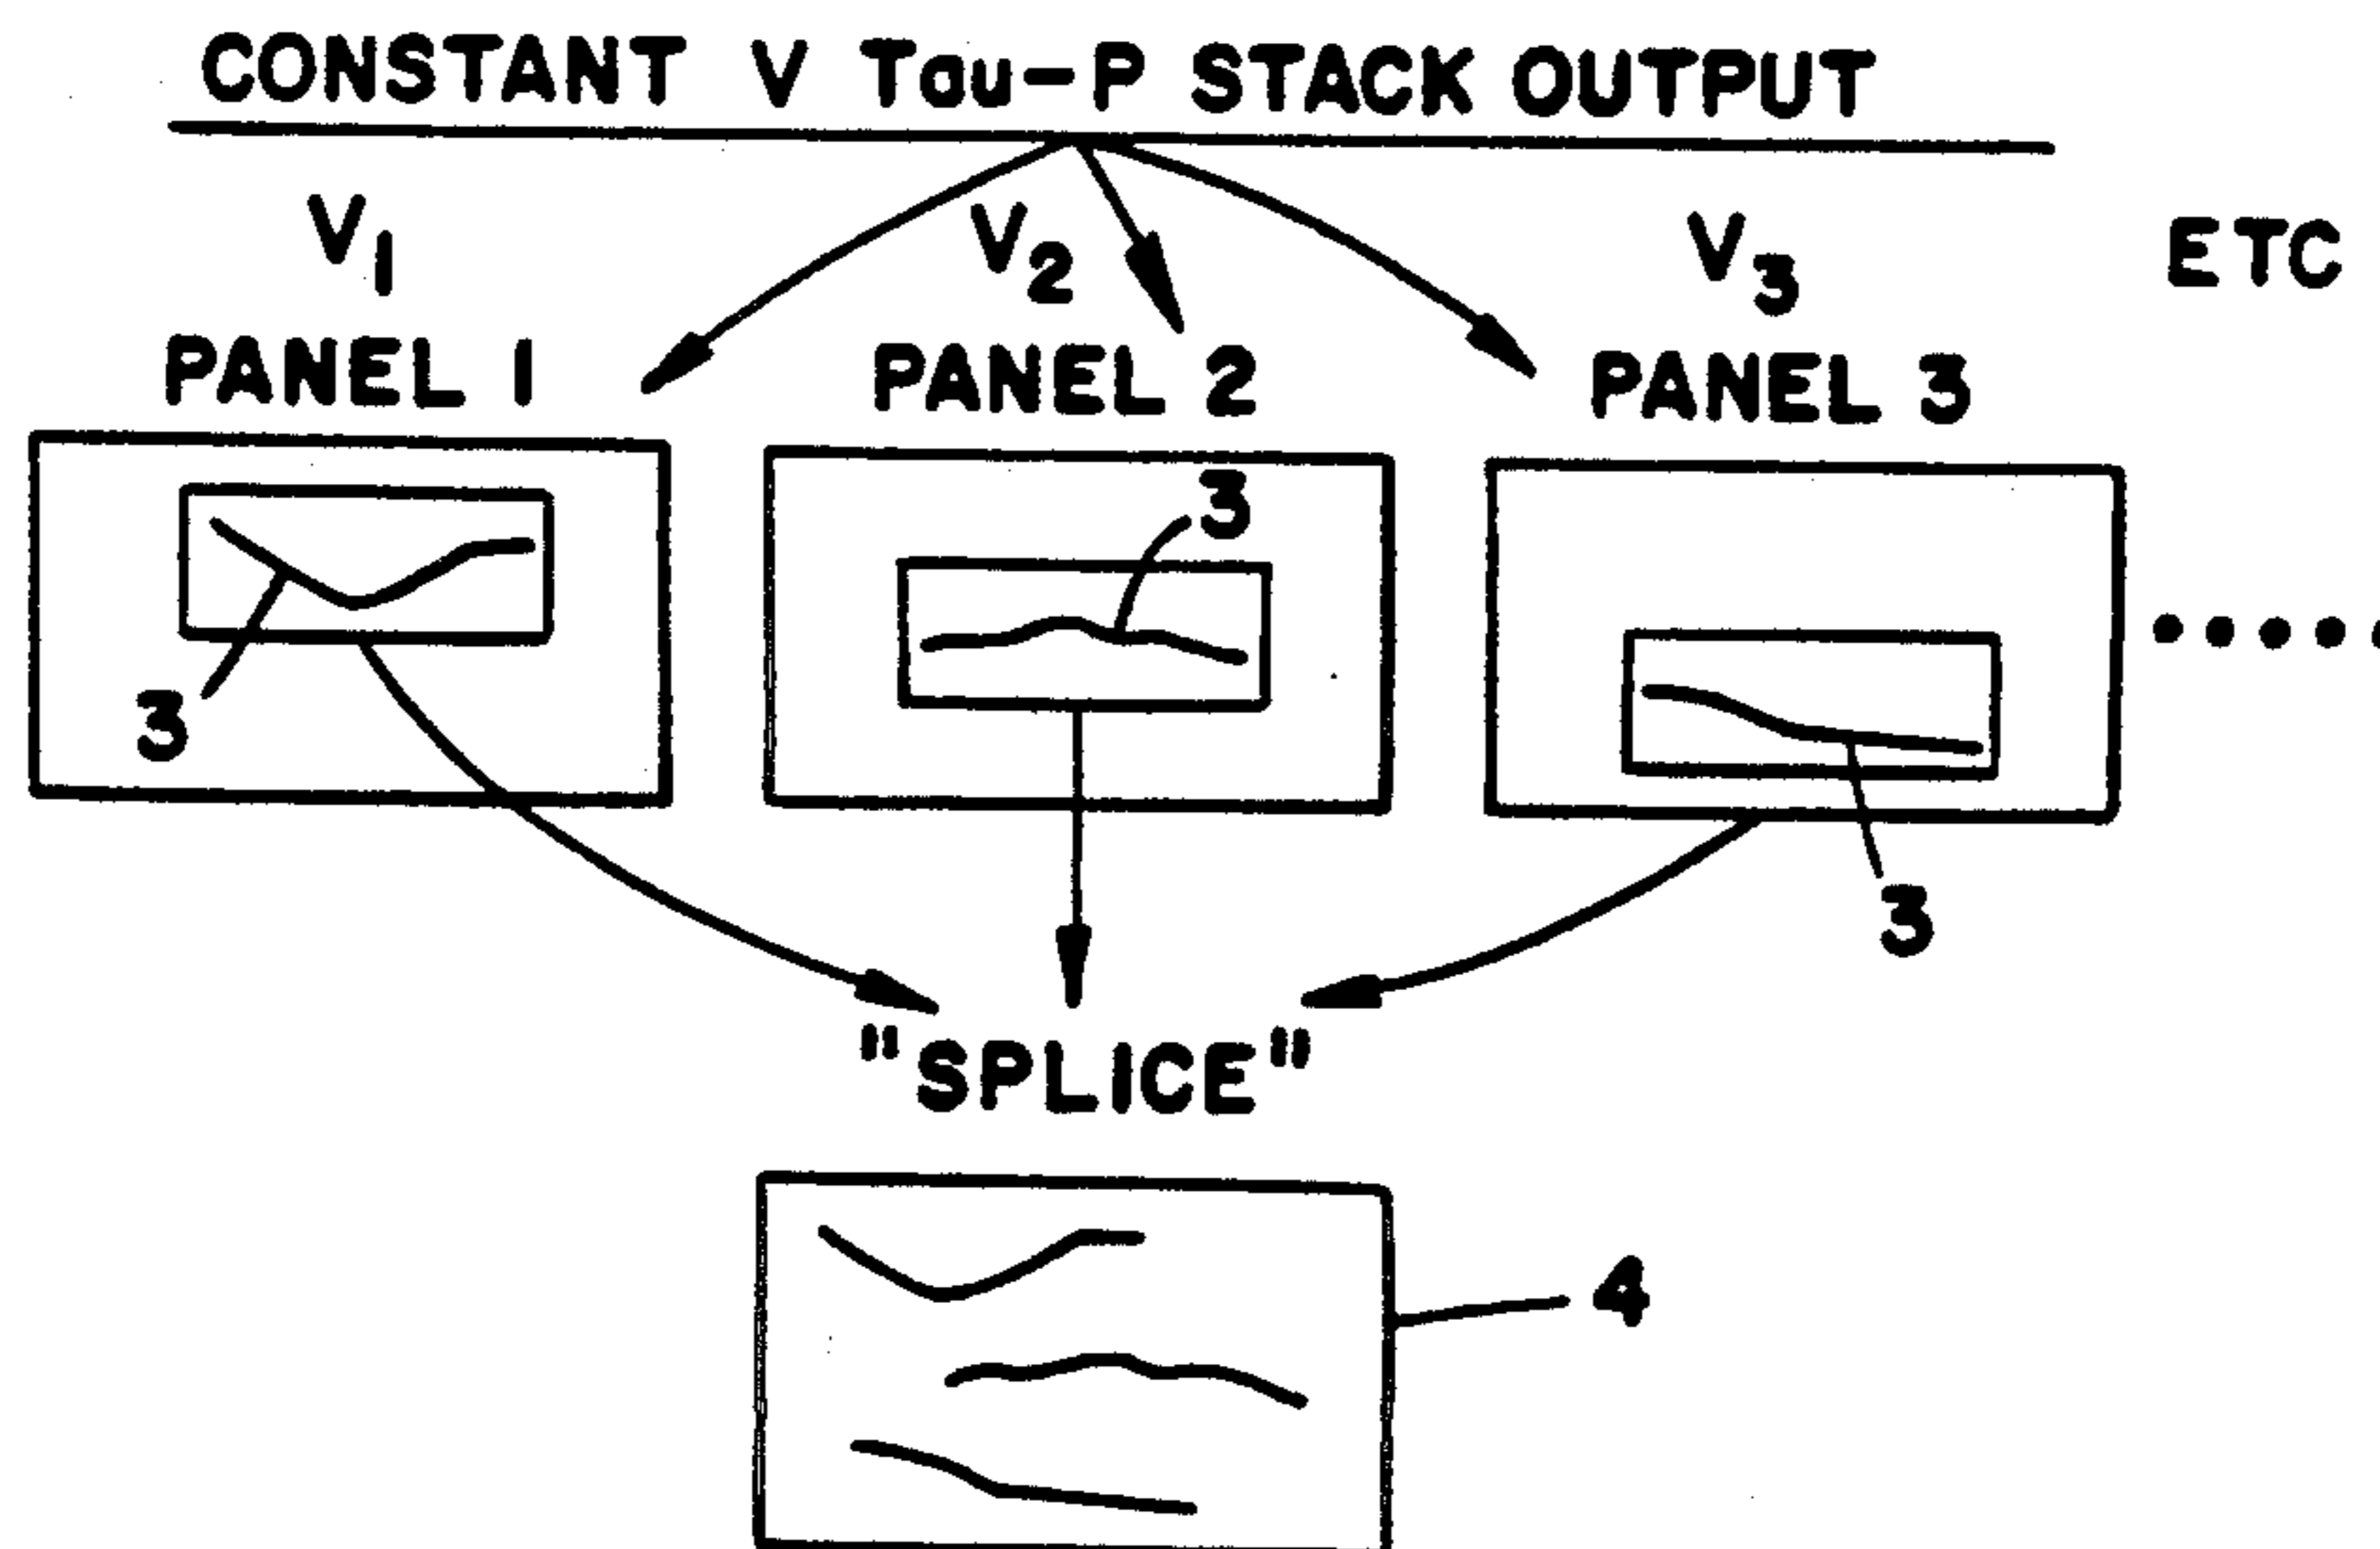 CONSTANT V Tau-P STACK OUTPUT
V1 V2 V3 ETC
PANEL 1 PANEL 2 PANEL 3
3
3
3
"SPLICE"
4